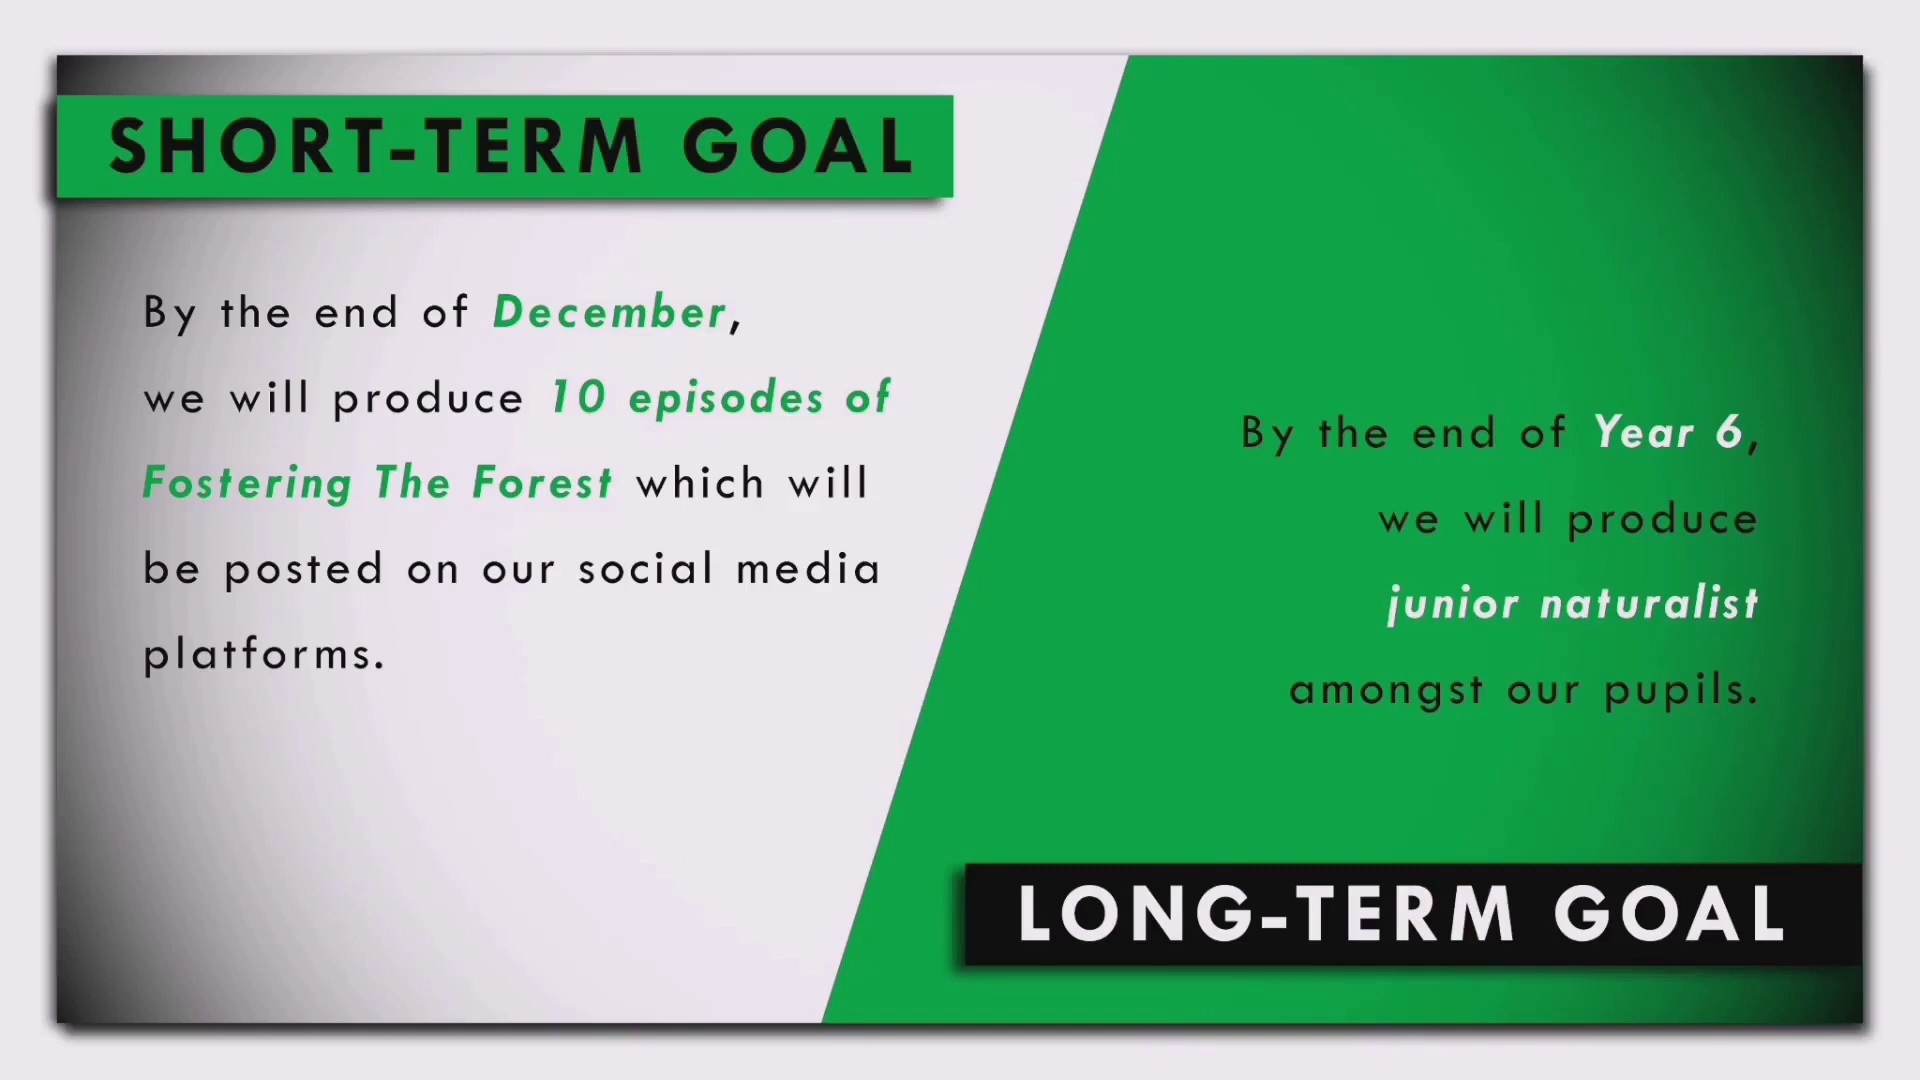 SHORT-TERM GOAL
By the end of December,
we will produce 10 episodes of
Fostering The Forest which will
be posted on our social media
platforms.
By the end of Year 6,
we will produce
junior naturalist
amongst our pupils.
LONG-TERM GOAL